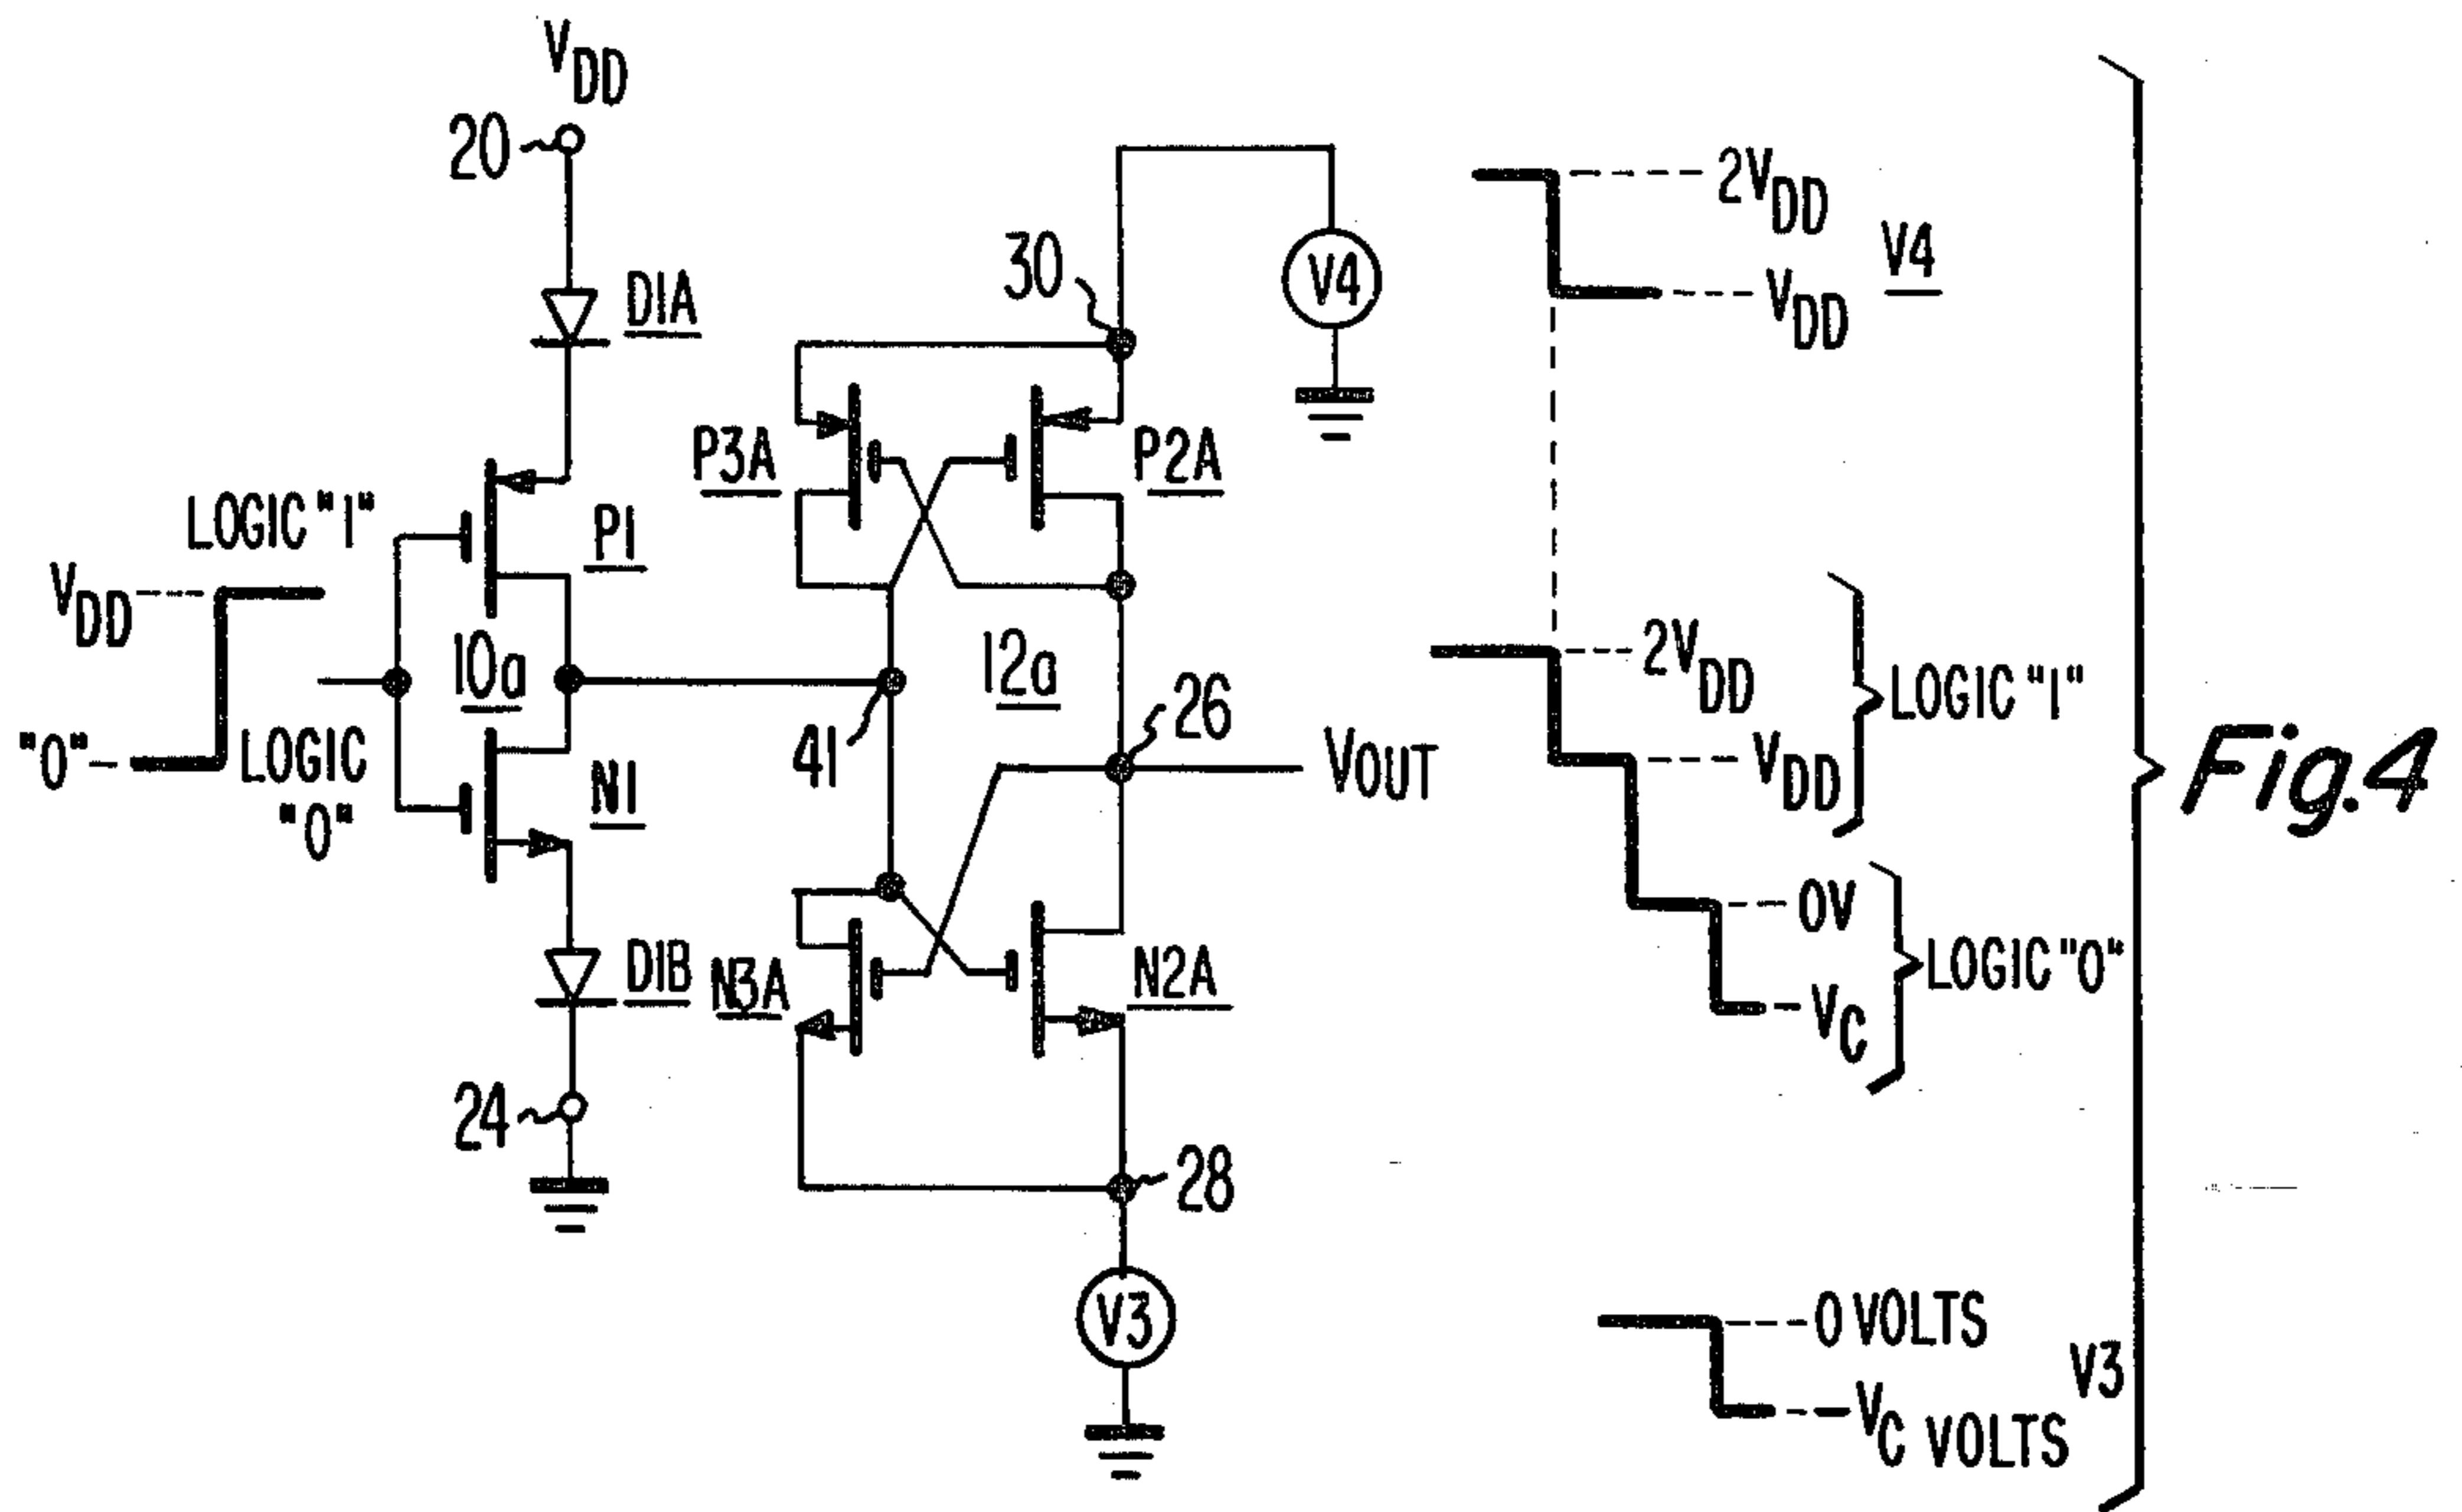 VDD
20
D1A
30
V4
2VDD
V4
VDD
P3A
P2A
LOGIC "1"
P1
VDD
10a
12a
26
2VDD
LOGIC "1"
VDD
"0"
LOGIC
"0"
N1
41
VOUT
Fig.4
0V
LOGIC "0"
VC
D1B
N3A
N2A
24
28
V3
0 VOLTS
V3
-VC VOLTS